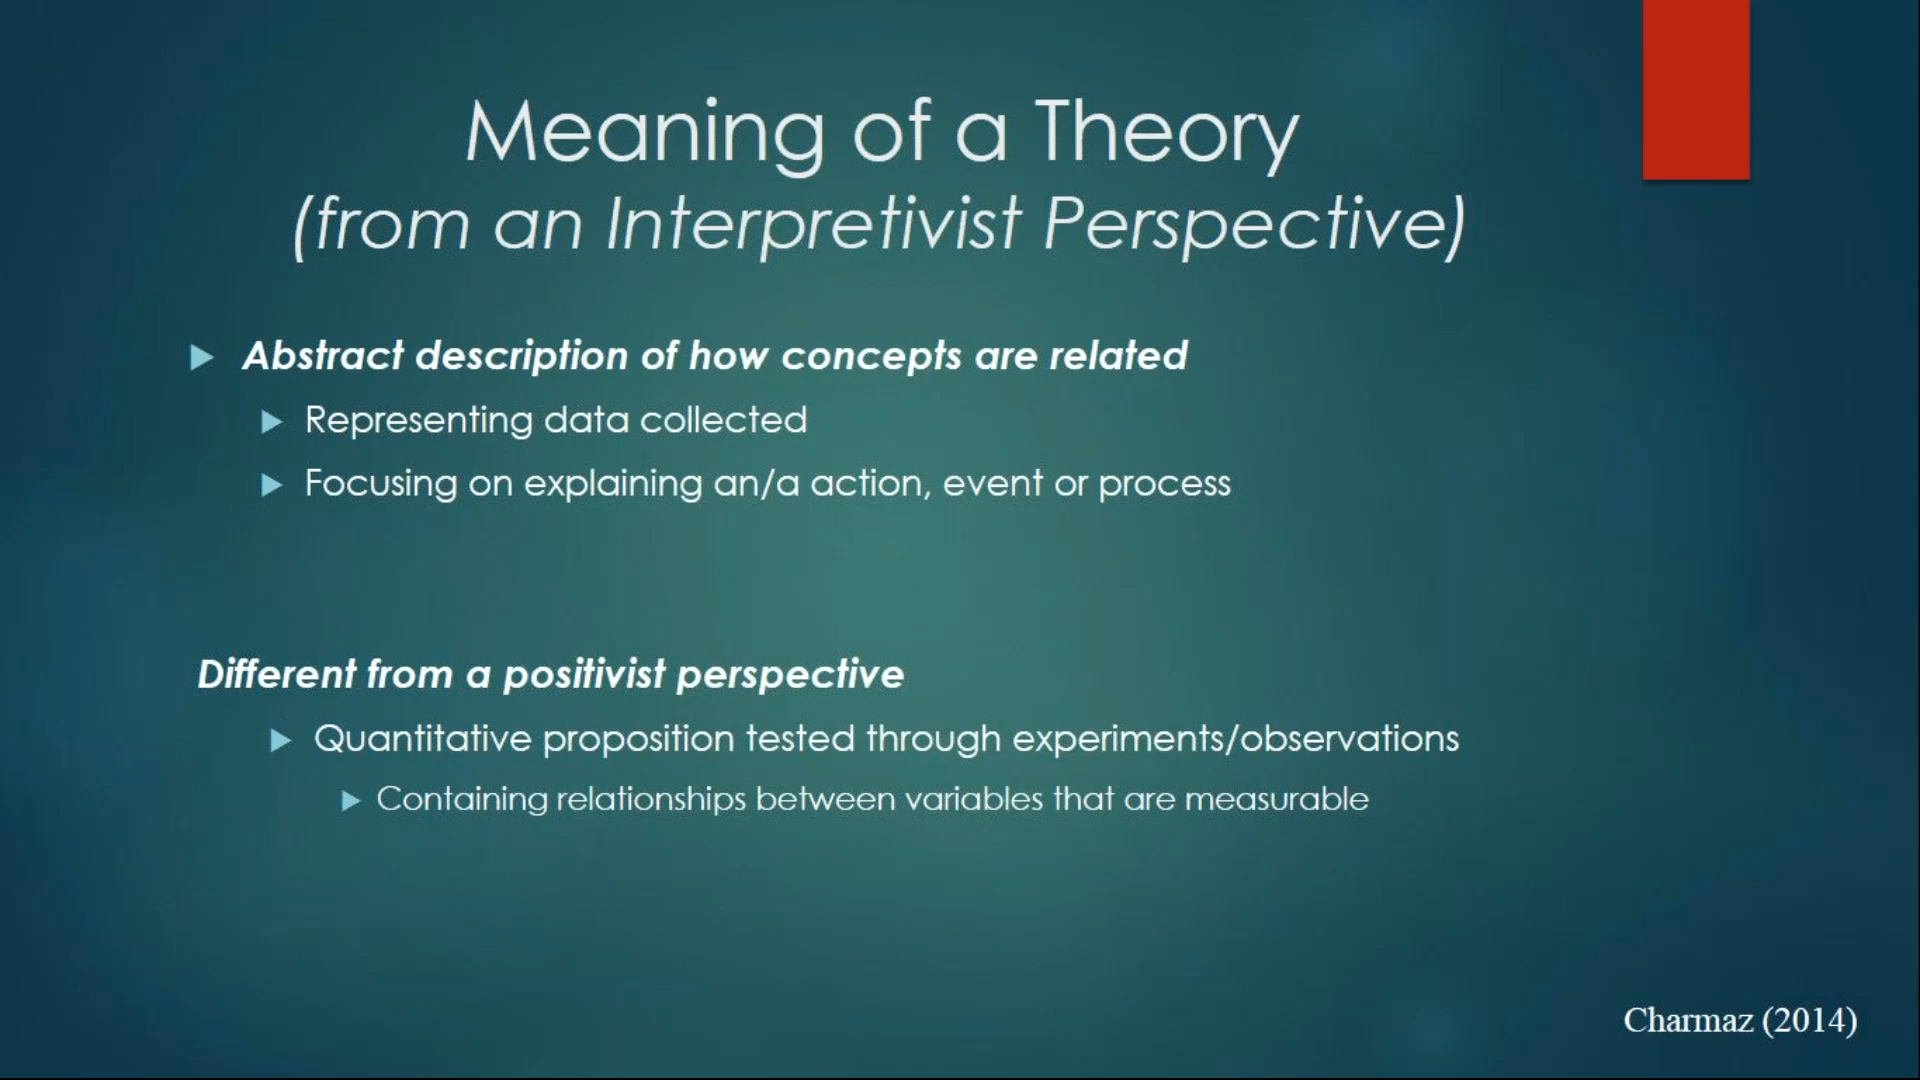 Meaning of a Theory
(from an Interpretivist Perspective)
Abstract description of how concepts are related
Representing data collected
Focusing on explaining an/a action, event or process
Different from a positivist perspective
Quantitative proposition tested through experiments/observations
Containing relationships between variables that are measurable
Charmaz (2014)